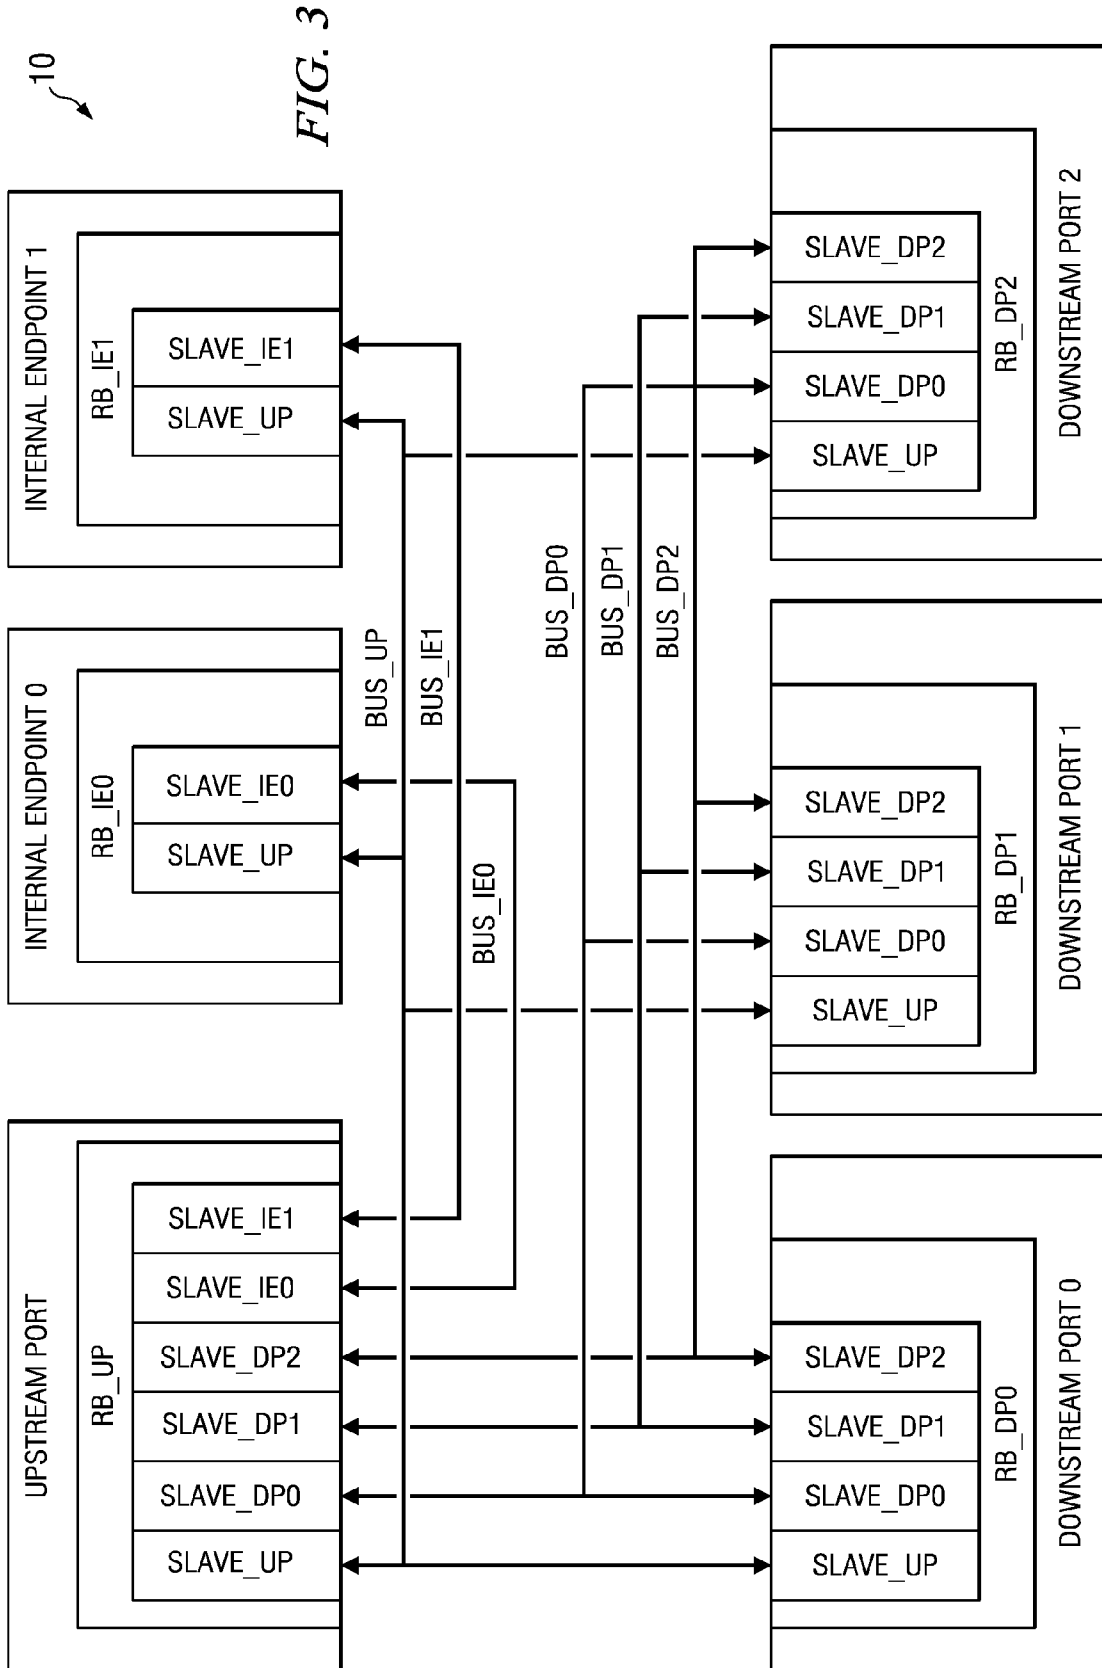 10
FIG. 3
UPSTREAM PORT
RB_UP
SLAVE_UP
SLAVE_DP0
SLAVE_DP1
SLAVE_DP2
SLAVE_IE0
SLAVE_IE1
INTERNAL ENDPOINT 0
RB_IE0
SLAVE_UP
SLAVE_IE0
INTERNAL ENDPOINT 1
RB_IE1
SLAVE_UP
SLAVE_IE1
BUS_UP
BUS_IE1
BUS_IE0
BUS_DP0
BUS_DP1
BUS_DP2
SLAVE_UP
SLAVE_DP0
SLAVE_DP1
SLAVE_DP2
RB_DP0
DOWNSTREAM PORT 0
SLAVE_UP
SLAVE_DP0
SLAVE_DP1
SLAVE_DP2
RB_DP1
DOWNSTREAM PORT 1
SLAVE_UP
SLAVE_DP0
SLAVE_DP1
SLAVE_DP2
RB_DP2
DOWNSTREAM PORT 2